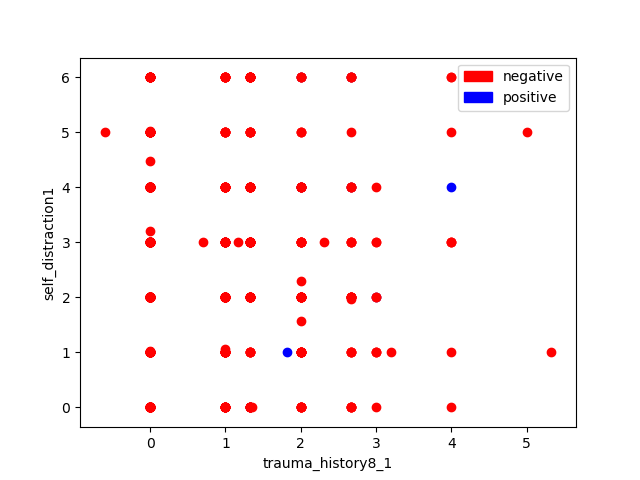 negative
positive
6
5
4
3
2
1
0
self_distraction1
0 1 2 3 4 5
trauma_history8_1